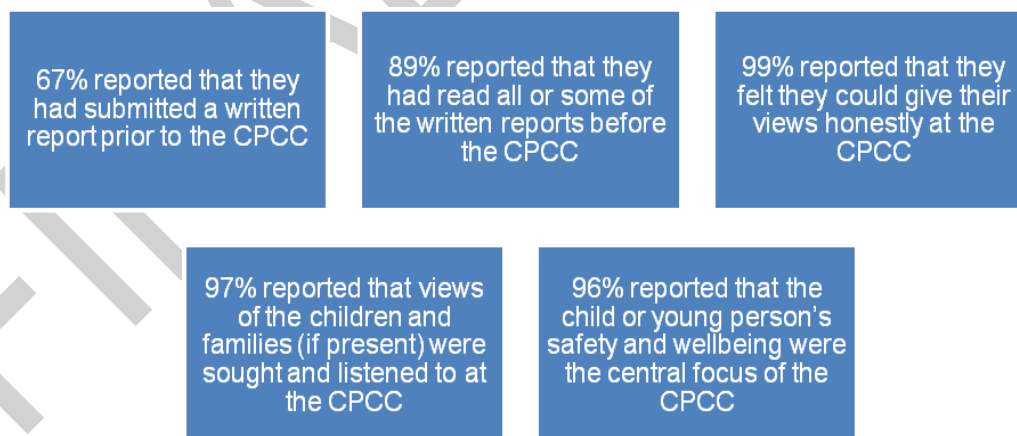 67% reported that they
had submitted a written
report prior to the CPCC
89% reported that they
had read all or some of
the written reports before
the CPCC
99% reported that they
felt they could give their
views honestly at the
CPCC
97% reported that views
of the children and
families (if present) were
sought and listened to at
the CPCC
96% reported that the
child or young person’s
safety and wellbeing were
the central focus of the
CPCC